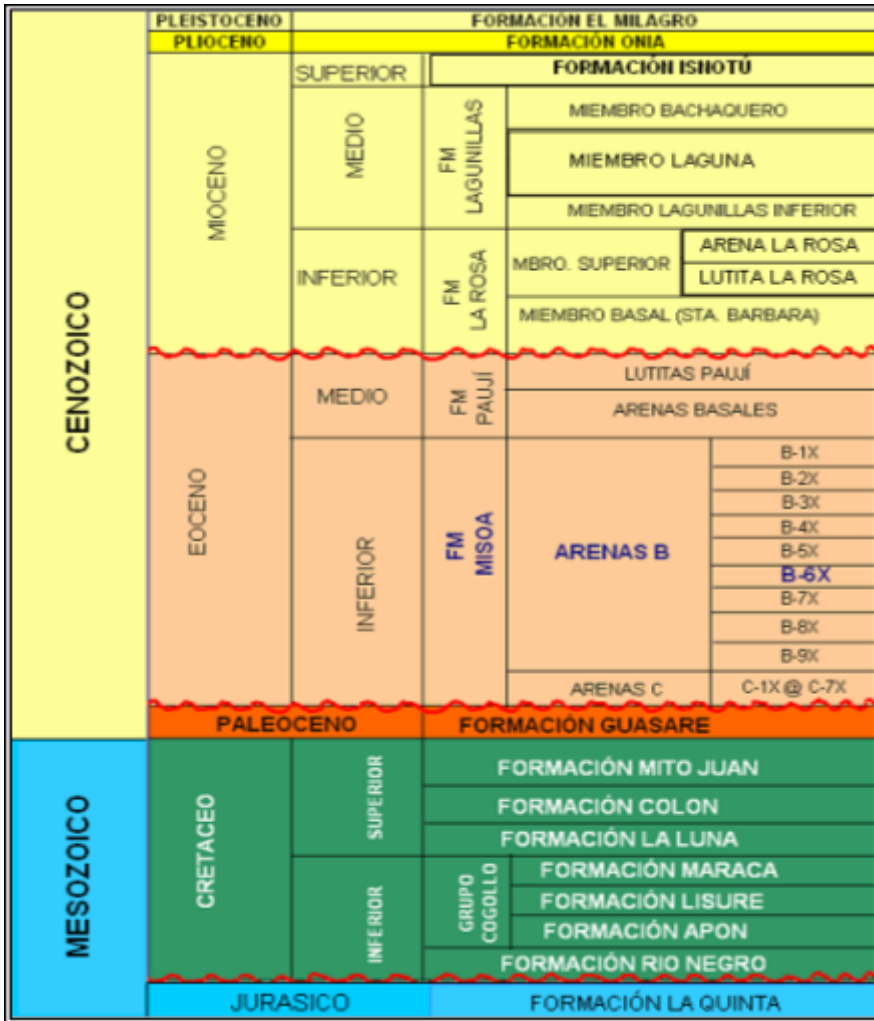 CENOZOICO
PLEISTOCENO
FORMACIÓN EL MILAGRO
PLIOCENO
FORMACIÓN ONIA
MIOCENO
SUPERIOR
FORMACIÓN ISNOTÚ
MEDIO
FM
LAGUNILLAS
MIEMBRO BACHAQUERO
MIEMBRO LAGUNA
MIEMBRO LAGUNILLAS INFERIOR
INFERIOR
FM
LA ROSA
MBRO. SUPERIOR
ARENA LA ROSA
LUTITA LA ROSA
MIEMBRO BASAL (STA. BARBARA)
EOCENO
MEDIO
FM
PAUJÍ
LUTITAS PAUJÍ
ARENAS BASALES
INFERIOR
FM
MISOA
ARENAS B
B-1X
B-2X
B-3X
B-4X
B-5X
B-6X
B-7X
B-8X
B-9X
ARENAS C
C-1X @ C-7X
PALEOCENO
FORMACIÓN GUASARE
MESOZOICO
CRETACEO
SUPERIOR
FORMACIÓN MITO JUAN
FORMACIÓN COLON
FORMACIÓN LA LUNA
INFERIOR
GRUPO
COGOLLO
FORMACIÓN MARACA
FORMACIÓN LISURE
FORMACIÓN APON
FORMACIÓN RIO NEGRO
JURASICO
FORMACIÓN LA QUINTA